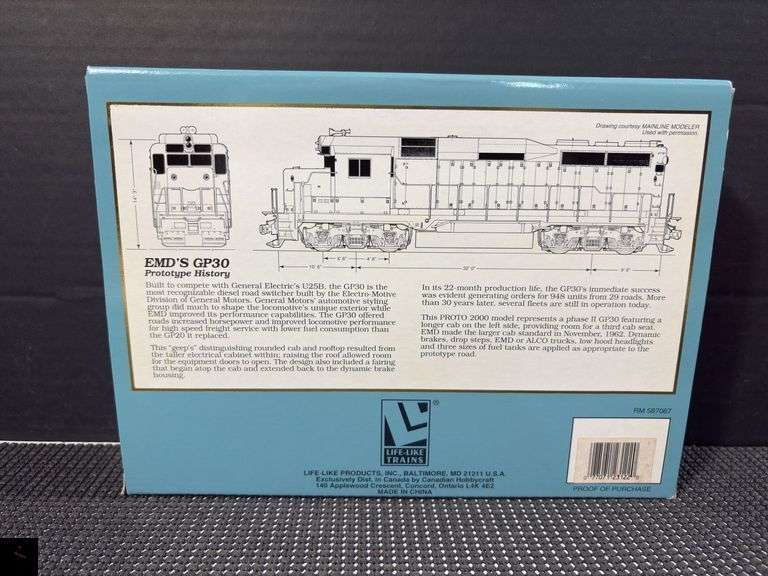 Drawing courtesy MAINLINE MODELER
Used with permission.
EMD'S GP30
Prototype History
Built to compete with General Electric's U25B, the GP30 is the
most recognizable diesel road switcher built by the Electro-Motive
Division of General Motors. General Motors' automotive styling
group did much to shape the locomotive's unique exterior while
EMD improved its performance capabilities. The GP30 offered
roads increased horsepower and improved locomotive performance
for high speed freight service with lower fuel consumption than
the GP20 it replaced.
This "geep's" distinguishing rounded cab and rooftop resulted from
the taller electrical cabinet within; raising the roof allowed room
for the equipment doors to open. The design also included a fairing
that began atop the cab and extended back to the dynamic brake
housing.
In its 22-month production life, the GP30's immediate success
was evident generating orders for 948 units from 29 roads. More
than 30 years later, several fleets are still in operation today.
This PROTO 2000 model represents a phase II GP30 featuring a
longer cab on the left side, providing room for a third cab seat.
EMD made the larger cab standard in November, 1962. Dynamic
brakes, drop steps, EMD or ALCO trucks, low hood headlights
and three sizes of fuel tanks are applied as appropriate to the
prototype road.
RM 587067
®
LIFE-LIKE
TRAINS
LIFE-LIKE PRODUCTS, INC., BALTIMORE, MD 21211 U.S.A.
Exclusively Dist. in Canada by Canadian Hobbycraft
140 Applewood Crescent, Concord, Ontario L4K 4E2
MADE IN CHINA
PROOF OF PURCHASE